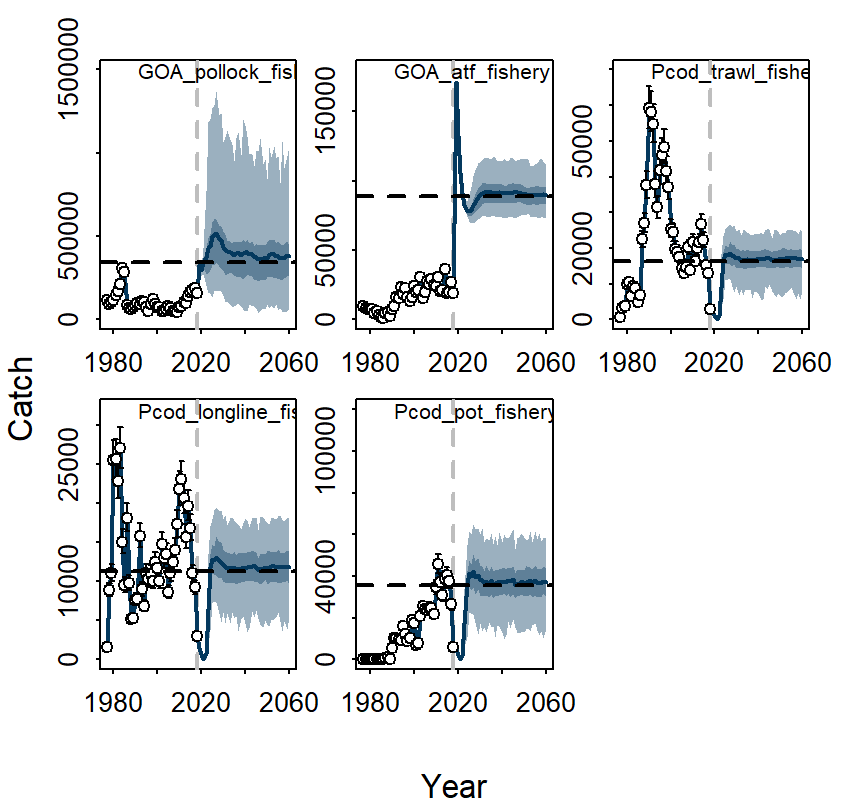 GOA_pollock_fish
GOA_atf_fishery
Pcod_trawl_fishe
0 500000 1500000
0 50000 150000
0 20000 50000
1980 2020 2060
1980 2020 2060
1980 2020 2060
Catch
Pcod_longline_fis
Pcod_pot_fishery
0 10000 25000
0 40000 100000
1980 2020 2060
1980 2020 2060
Year